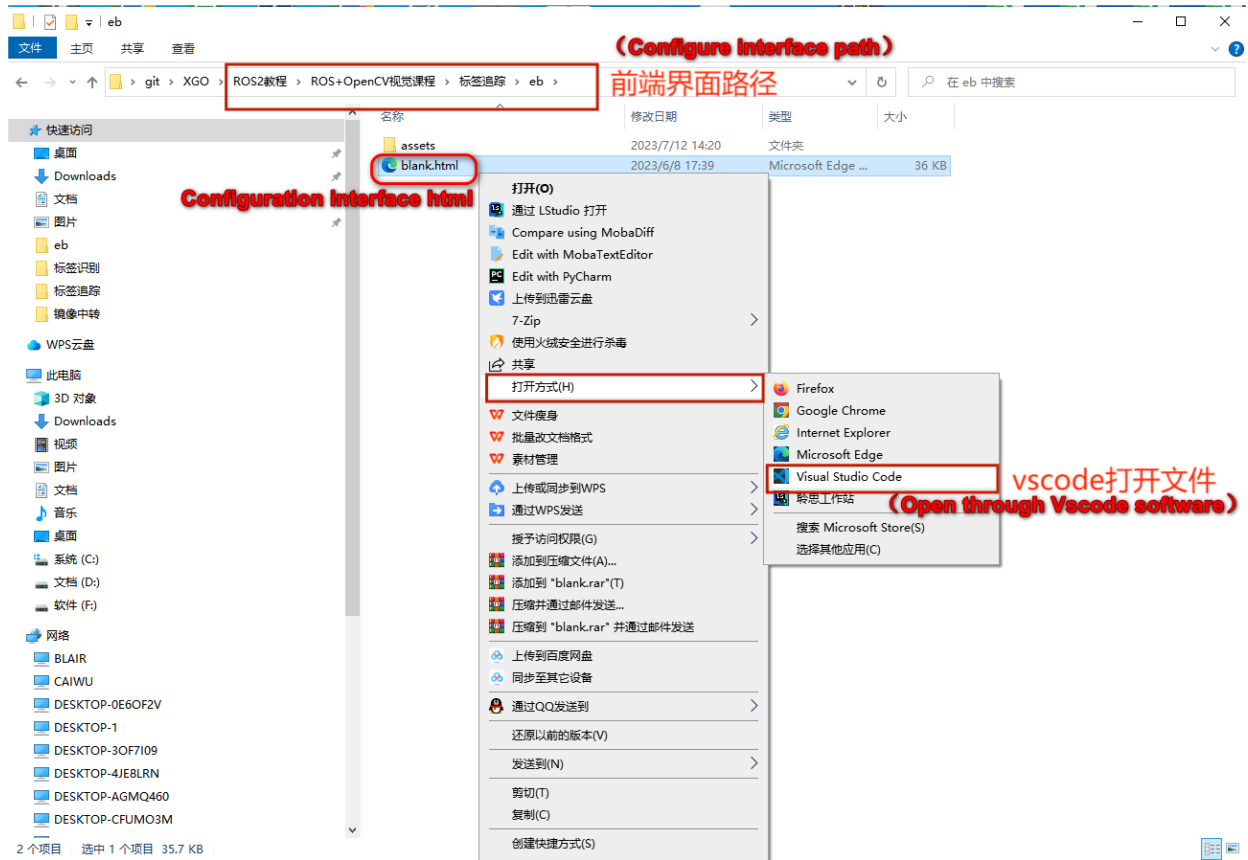 eb
文件 主页 共享 查看
（Configure interface path）
git › XGO › ROS2教程 › ROS+OpenCV视觉课程 › 标签追踪 › eb ›
前端界面路径
在 eb 中搜索
名称 修改日期 类型 大小
assets 2023/7/12 14:20 文件夹
blank.html 2023/6/8 17:39 Microsoft Edge ... 36 KB
Configuration interface html
快速访问
桌面
Downloads
文档
图片
eb
标签识别
标签追踪
镜像中转
WPS云盘
此电脑
3D 对象
Downloads
视频
图片
文档
音乐
桌面
系统 (C:)
文档 (D:)
软件 (F:)
网络
BLAIR
CAIWU
DESKTOP-0E6OF2V
DESKTOP-1
DESKTOP-3OF7I09
DESKTOP-4JE8LRN
DESKTOP-AGMQ460
DESKTOP-CFUMO3M
打开(O)
通过 LStudio 打开
Compare using MobaDiff
Edit with MobaTextEditor
Edit with PyCharm
上传到迅雷云盘
7-Zip
使用火绒安全进行杀毒
共享
打开方式(H)
文件瘦身
批量改文档格式
素材管理
上传或同步到WPS
通过WPS发送
授予访问权限(G)
添加到压缩文件(A)...
添加到 "blank.rar"(T)
压缩并通过邮件发送...
压缩到 "blank.rar" 并通过邮件发送
上传到百度网盘
同步至其它设备
通过QQ发送到
还原以前的版本(V)
发送到(N)
剪切(T)
复制(C)
创建快捷方式(S)
Firefox
Google Chrome
Internet Explorer
Microsoft Edge
Visual Studio Code
聆思工作站
搜索 Microsoft Store(S)
选择其他应用(C)
vscode打开文件
（Open through Vscode software）
2 个项目 选中 1 个项目 35.7 KB